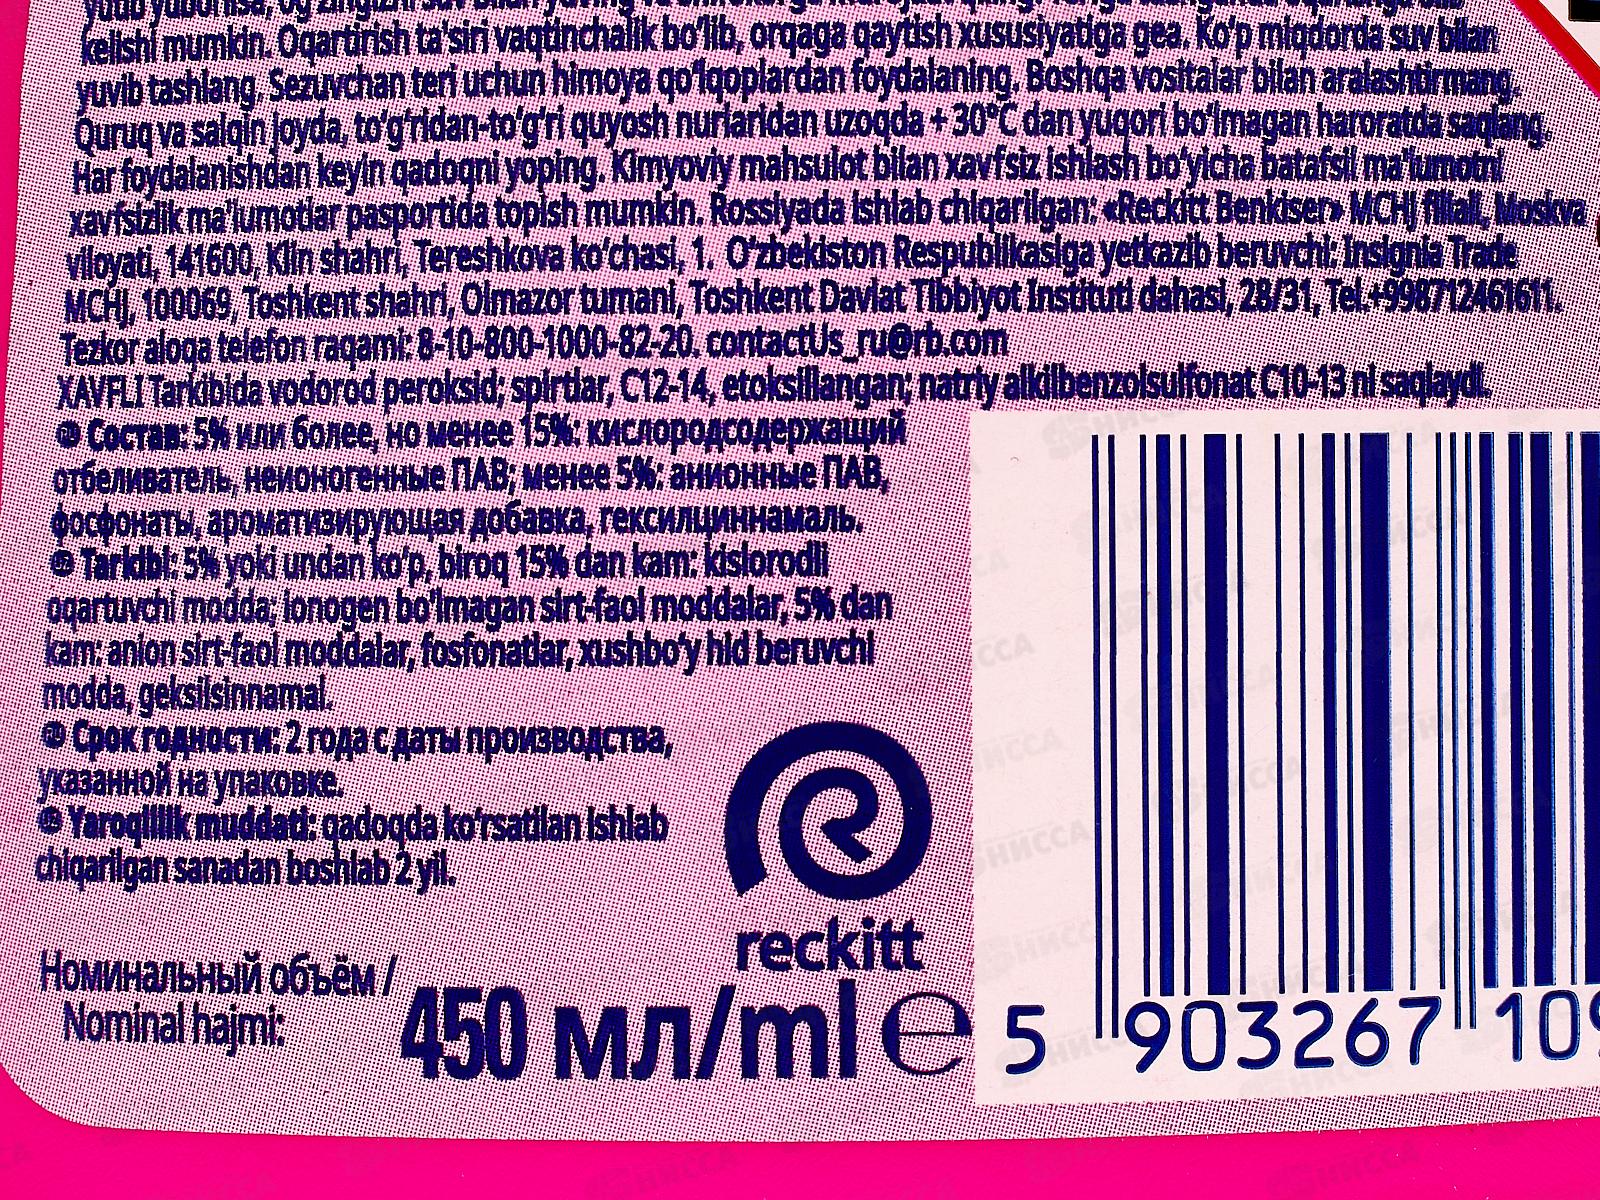 kelishi mumkin. Oqartirish ta'siri vaqtinchalik bo'lib, orqaga qaytish xususiyatiga gea. Ko'p miqdorda suv bilan
yuvib tashlang. Sezuvchan teri uchun himoya qo'lqoplardan foydalaning. Boshqa vositalar bilan aralashtirmang.
Quruq va salqin joyda, to'g'ridan-to'g'ri quyosh nurlaridan uzoqda + 30°C dan yuqori bo'lmagan haroratda saqlang.
Har foydalanishdan keyin qadoqni yoping. Kimyoviy mahsulot bilan xavfsiz ishlash bo'yicha batafsil ma'lumotni
xavfsizlik ma'lumotlar pasportida topish mumkin. Rossiyada ishlab chiqarilgan: «Reckitt Benkiser» MCHJ filiali, Moskva
viloyati, 141600, Klin shahri, Tereshkova ko'chasi, 1. O'zbekiston Respublikasiga yetkazib beruvchi: Insignia Trade
MCHJ, 100069, Toshkent shahri, Olmazor tumani, Toshkent Davlat Tibbiyot Instituti dahasi, 28/31, Tel.+998712461611.
Tezkor aloqa telefon raqami: 8-10-800-1000-82-20. contactUs_ru@rb.com
XAVFLI Tarkibida vodorod peroksid; spirtlar, C12-14, etoksillangan; natriy alkilbenzolsulfonat C10-13 ni saqlaydi.
RU Состав: 5% или более, но менее 15%: кислородсодержащий
отбеливатель, неионогенные ПАВ; менее 5%: анионные ПАВ,
фосфонаты, ароматизирующая добавка, гексилциннамаль.
UZ Tarkibi: 5% yoki undan ko'p, biroq 15% dan kam: kislorodli
oqartuvchi modda; ionogen bo'lmagan sirt-faol moddalar, 5% dan
kam: anion sirt-faol moddalar, fosfonatlar, xushbo'y hid beruvchi
modda, geksilsinnamal.
RU Срок годности: 2 года с даты производства,
указанной на упаковке.
UZ Yaroqlilik muddati: qadoqda ko'rsatilan ishlab
chiqarilgan sanadan boshlab 2 yil.
reckitt
Номинальный объём /
Nominal hajmi:
450 мл/ml e
5 903267 109